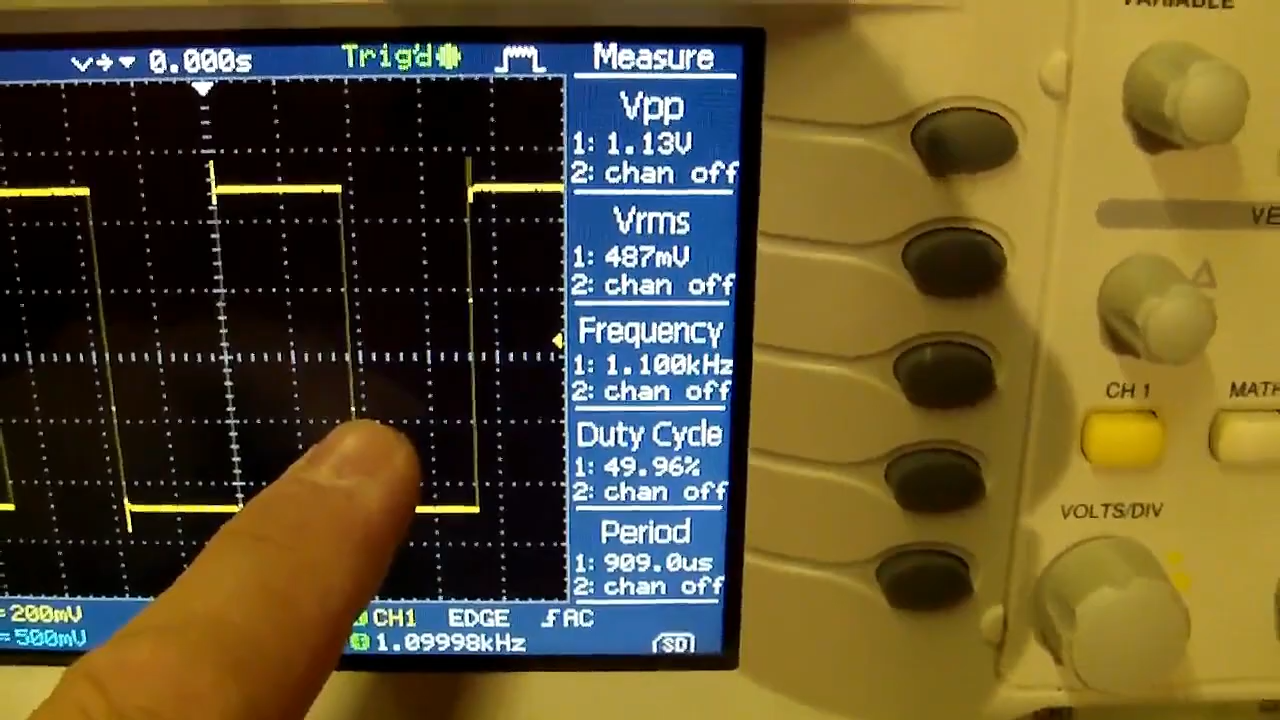 0.000s Trig'd Measure
Vpp
1: 1.13V
2: chan off
Vrms
1: 487mV
2: chan off
Frequency
1: 1.100kHz
2: chan off
Duty Cycle
1: 49.96%
2: chan off
Period
1: 909.0us
2: chan off
= 200mV CH1 EDGE AC
= 500mV 1.09998kHz SD
VARIABLE
VE
CH 1 MATH
VOLTS/DIV